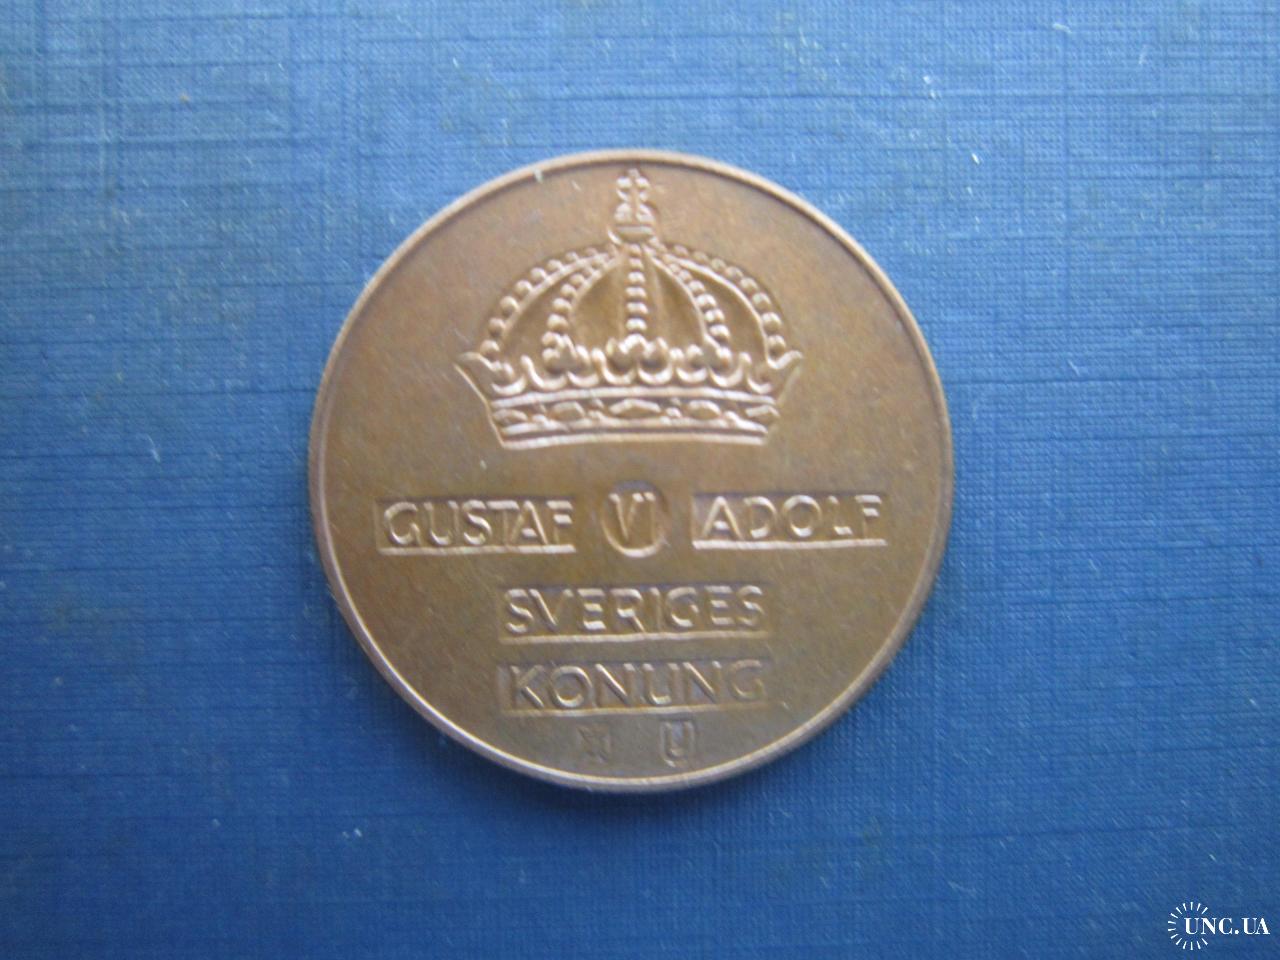 GUSTAF VI ADOLF
SVERIGES
KONUNG
U
UNC.UA